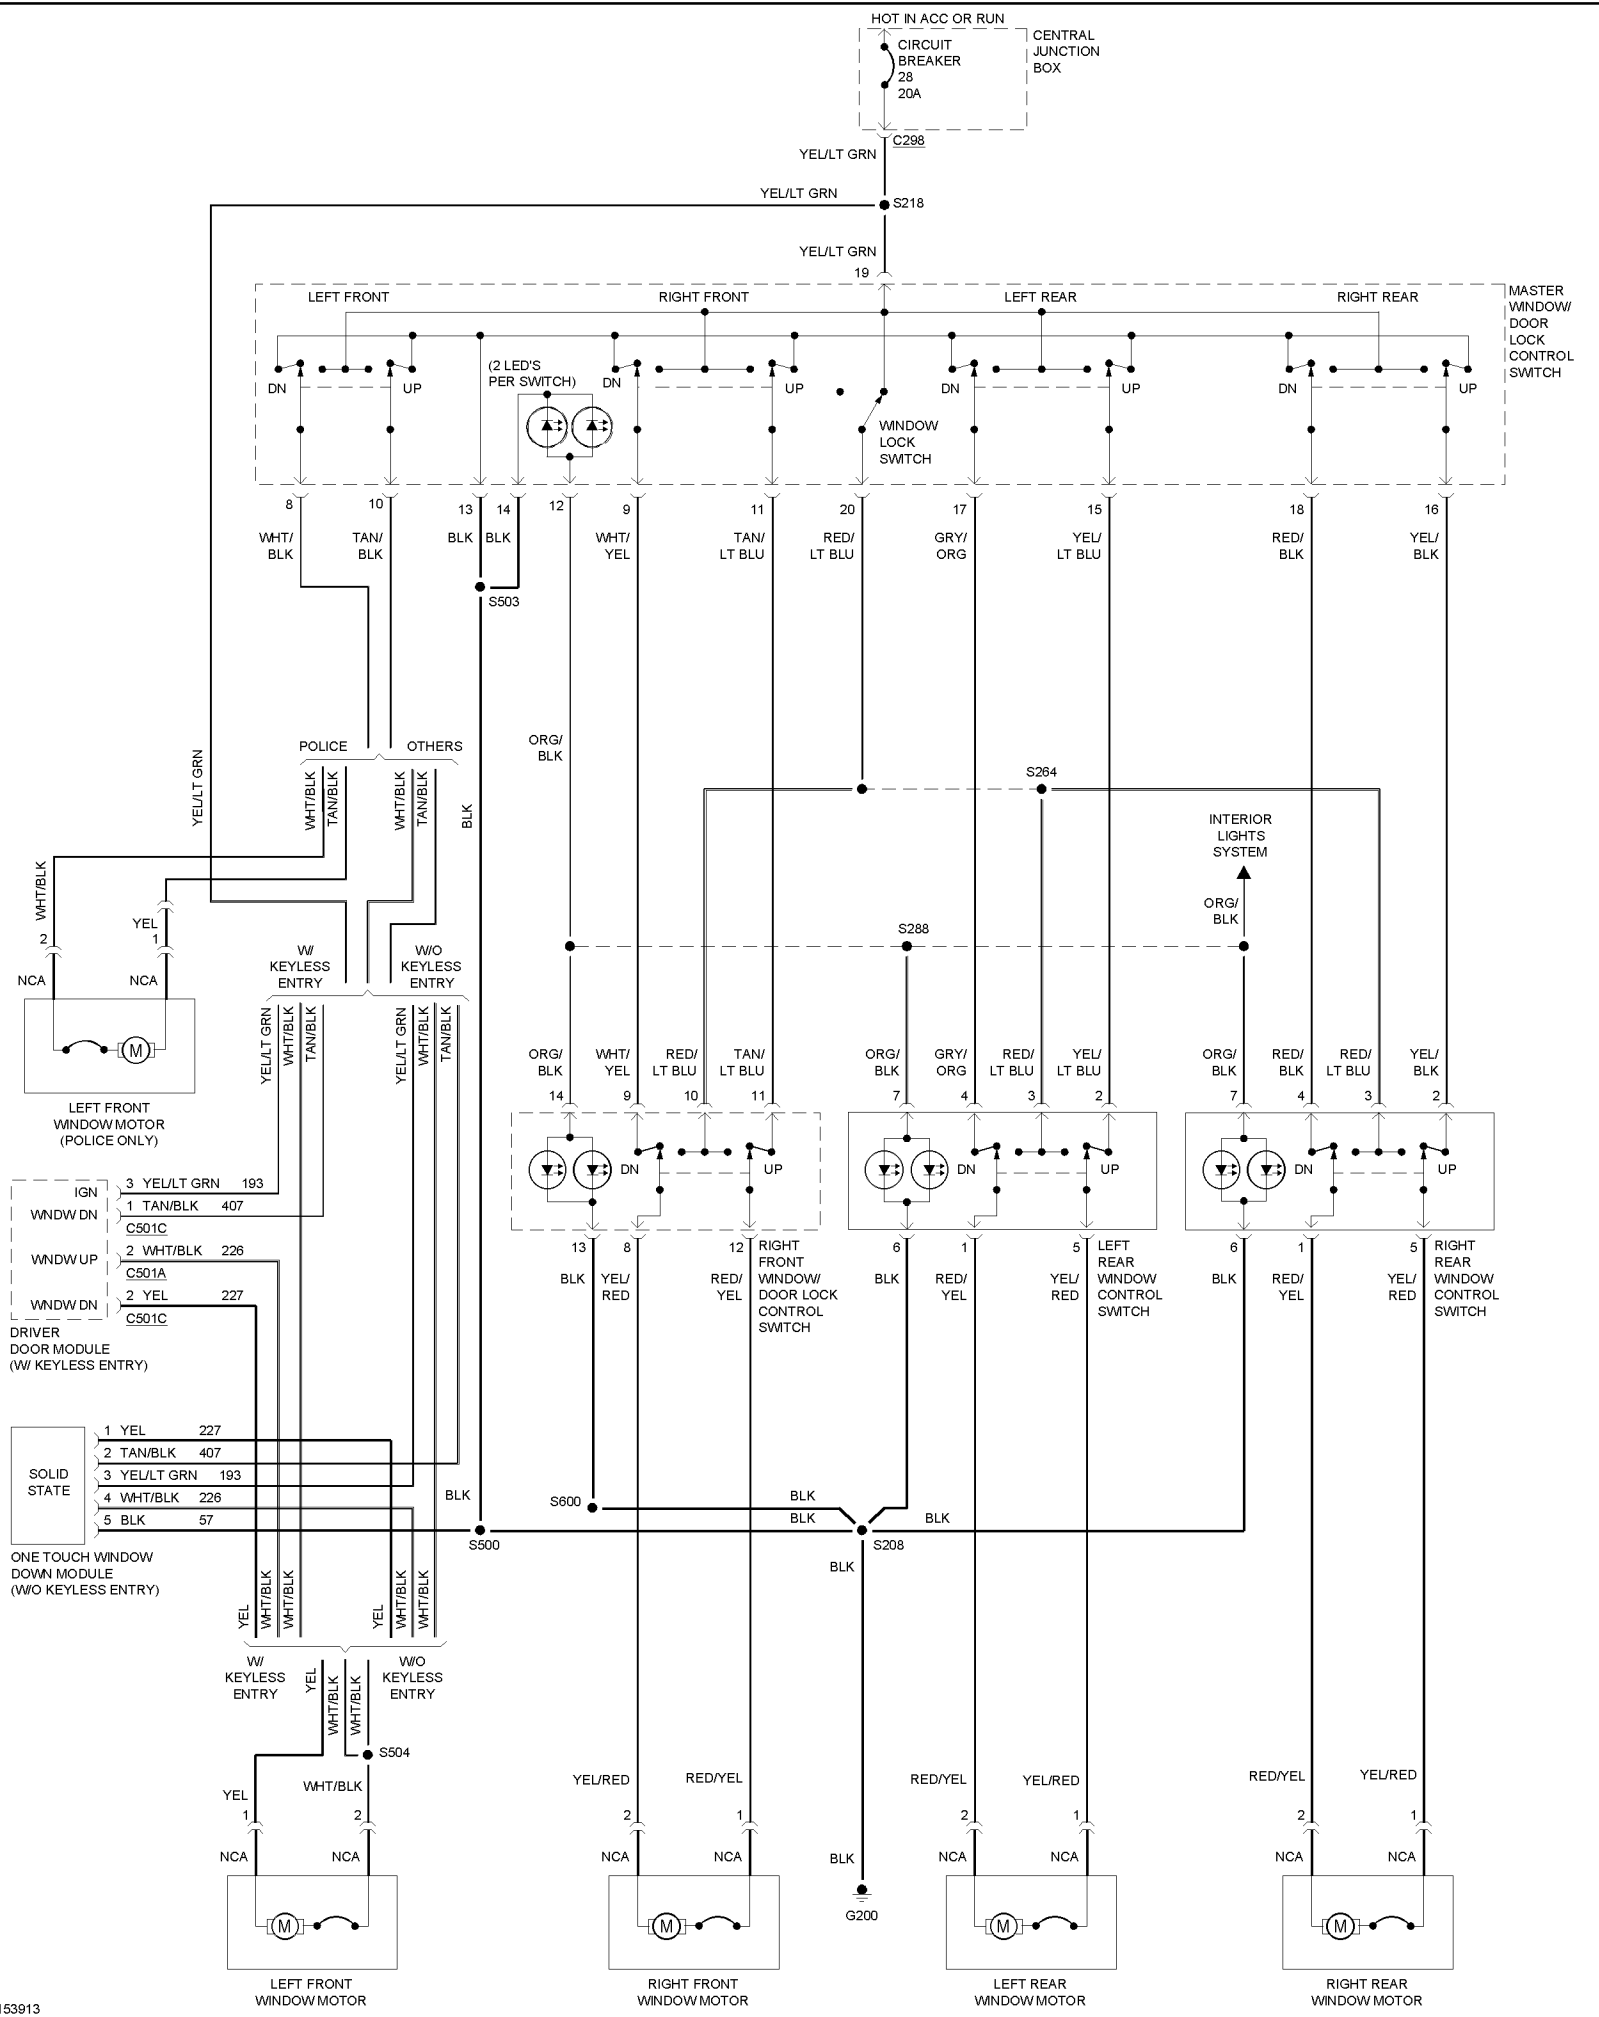 HOT IN ACC OR RUN
CIRCUIT
BREAKER
28
20A
CENTRAL
JUNCTION
BOX
C298
YEL/LT GRN
YEL/LT GRN
S218
YEL/LT GRN
19
LEFT FRONT
RIGHT FRONT
LEFT REAR
RIGHT REAR
MASTER
WINDOW/
DOOR
LOCK
CONTROL
SWITCH
(2 LED'S
PER SWITCH)
DN
UP
DN
UP
DN
UP
DN
UP
WINDOW
LOCK
SWITCH
8
10
13
14
12
9
11
20
17
15
18
16
WHT/
BLK
TAN/
BLK
BLK
BLK
WHT/
YEL
TAN/
LT BLU
RED/
LT BLU
GRY/
ORG
YEL/
LT BLU
RED/
BLK
YEL/
BLK
S503
POLICE
OTHERS
ORG/
BLK
YEL/LT GRN
WHT/BLK
TAN/BLK
WHT/BLK
TAN/BLK
BLK
S264
INTERIOR
LIGHTS
SYSTEM
ORG/
BLK
WHT/BLK
YEL
2
1
NCA
NCA
M
LEFT FRONT
WINDOW MOTOR
(POLICE ONLY)
W/
KEYLESS
ENTRY
W/O
KEYLESS
ENTRY
S288
YEL/LT GRN
WHT/BLK
TAN/BLK
YEL/LT GRN
WHT/BLK
TAN/BLK
ORG/
BLK
WHT/
YEL
RED/
LT BLU
TAN/
LT BLU
ORG/
BLK
GRY/
ORG
RED/
LT BLU
YEL/
LT BLU
ORG/
BLK
RED/
BLK
RED/
LT BLU
YEL/
BLK
14
9
10
11
7
4
3
2
7
4
3
2
DN
UP
DN
UP
DN
UP
IGN
3 YEL/LT GRN 193
WNDW DN
1 TAN/BLK 407
C501C
WNDW UP
2 WHT/BLK 226
C501A
WNDW DN
2 YEL 227
C501C
DRIVER
DOOR MODULE
(W/ KEYLESS ENTRY)
13
8
12
RIGHT
FRONT
WINDOW/
DOOR LOCK
CONTROL
SWITCH
6
1
5
LEFT
REAR
WINDOW
CONTROL
SWITCH
6
1
5
RIGHT
REAR
WINDOW
CONTROL
SWITCH
BLK
YEL/
RED
RED/
YEL
BLK
RED/
YEL
YEL/
RED
BLK
RED/
YEL
YEL/
RED
SOLID
STATE
1 YEL 227
2 TAN/BLK 407
3 YEL/LT GRN 193
4 WHT/BLK 226
5 BLK 57
ONE TOUCH WINDOW
DOWN MODULE
(W/O KEYLESS ENTRY)
BLK
S600
BLK
BLK
BLK
S500
S208
BLK
YEL
WHT/BLK
WHT/BLK
YEL
WHT/BLK
WHT/BLK
W/
KEYLESS
ENTRY
W/O
KEYLESS
ENTRY
YEL
WHT/BLK
WHT/BLK
S504
YEL
WHT/BLK
YEL/RED
RED/YEL
RED/YEL
YEL/RED
RED/YEL
YEL/RED
1
2
2
1
2
1
2
1
NCA
NCA
NCA
NCA
BLK
NCA
NCA
NCA
NCA
G200
M
M
M
M
LEFT FRONT
WINDOW MOTOR
RIGHT FRONT
WINDOW MOTOR
LEFT REAR
WINDOW MOTOR
RIGHT REAR
WINDOW MOTOR
153913